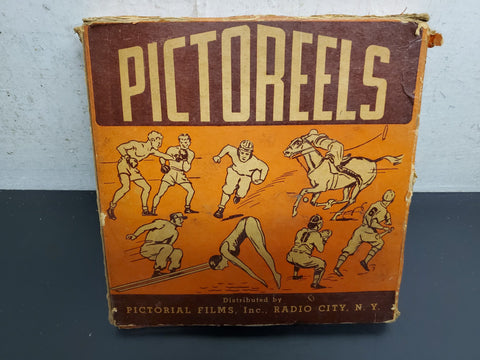 PICTOREELS
Distributed by
PICTORIAL FILMS, Inc., RADIO CITY, N. Y.